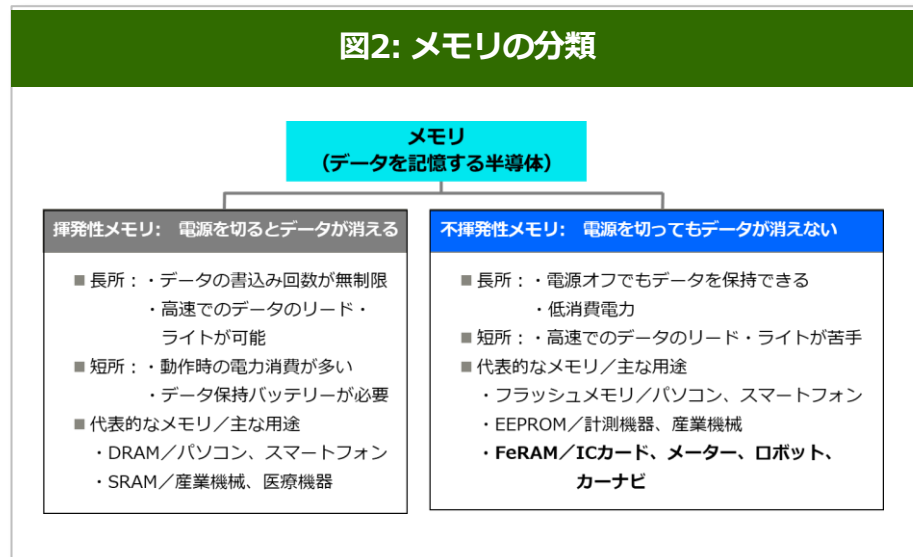 図2: メモリの分類
メモリ
（データを記憶する半導体）
揮発性メモリ:　電源を切るとデータが消える
■ 長所：・データの書込み回数が無制限
・高速でのデータのリード・
ライトが可能
■ 短所：・動作時の電力消費が多い
・データ保持バッテリーが必要
■ 代表的なメモリ／主な用途
・DRAM／パソコン、スマートフォン
・SRAM／産業機械、医療機器
不揮発性メモリ:　電源を切ってもデータが消えない
■ 長所：・電源オフでもデータを保持できる
・低消費電力
■ 短所：・高速でのデータのリード・ライトが苦手
■ 代表的なメモリ／主な用途
・フラッシュメモリ／パソコン、スマートフォン
・EEPROM／計測機器、産業機械
・FeRAM／ICカード、メーター、ロボット、
カーナビ